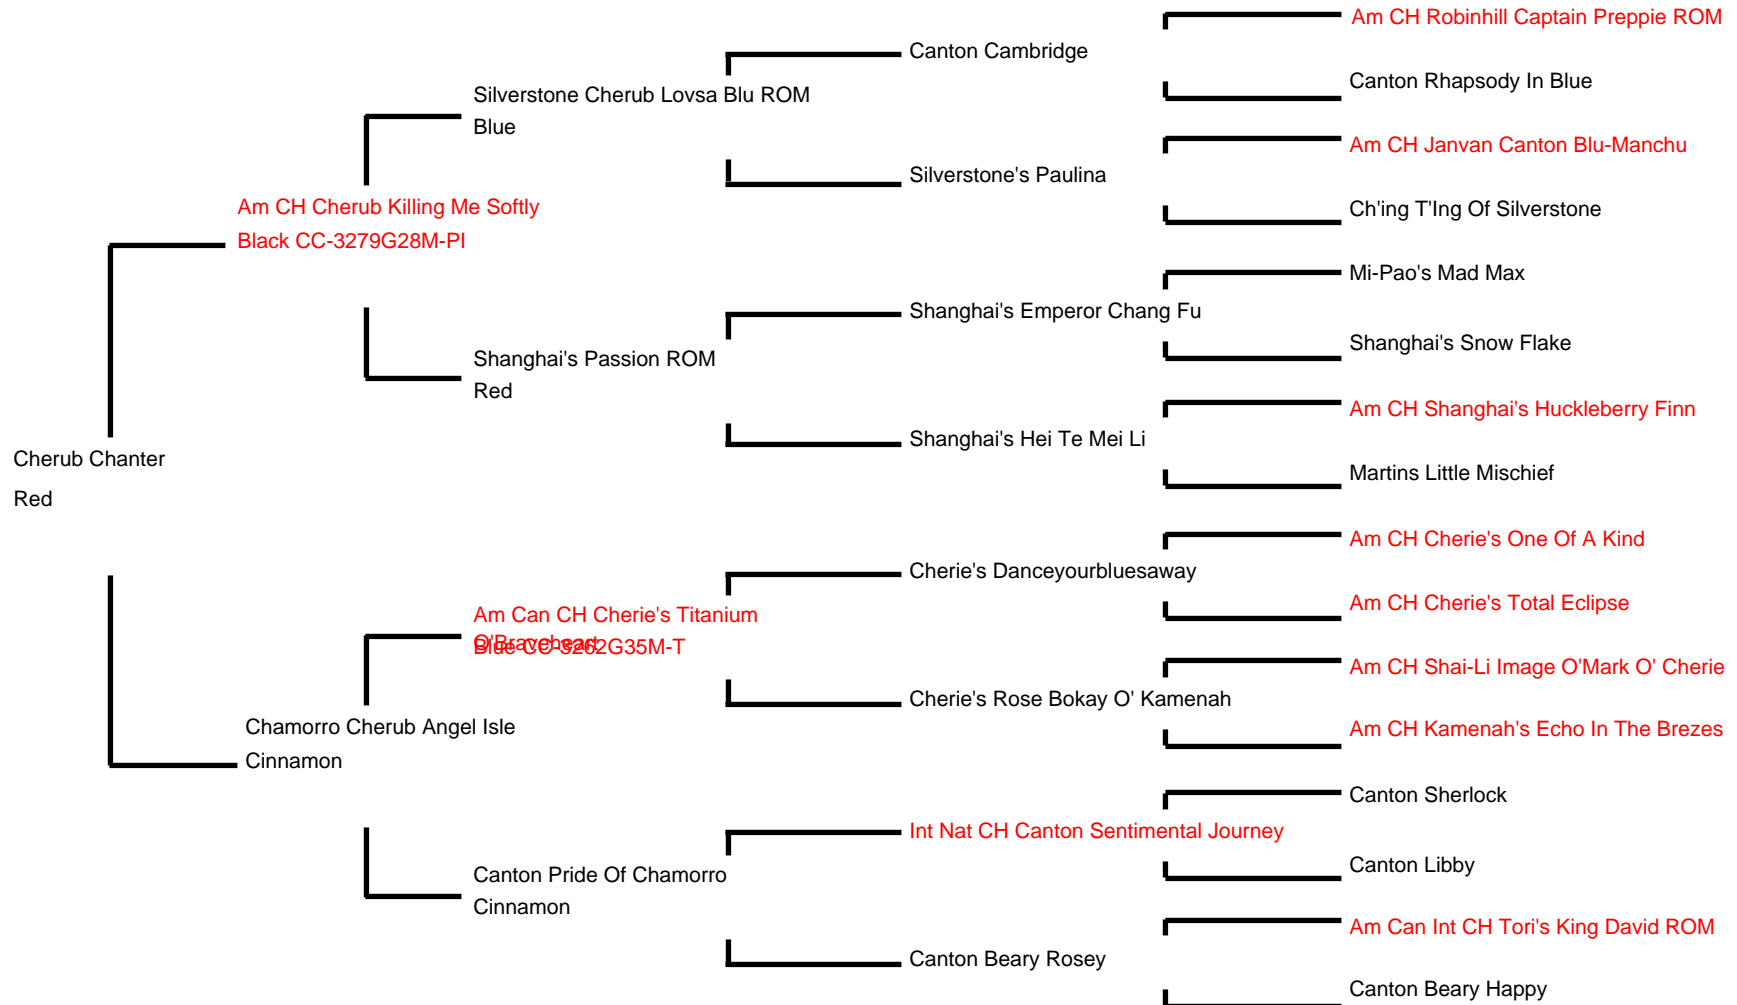 Am CH Robinhill Captain Preppie ROM
Canton Cambridge
Canton Rhapsody In Blue
Silverstone Cherub Lovsa Blu ROM
Blue
Am CH Janvan Canton Blu-Manchu
Silverstone's Paulina
Ch'ing T'Ing Of Silverstone
Am CH Cherub Killing Me Softly
Black CC-3279G28M-PI
Mi-Pao's Mad Max
Shanghai's Emperor Chang Fu
Shanghai's Snow Flake
Shanghai's Passion ROM
Red
Am CH Shanghai's Huckleberry Finn
Shanghai's Hei Te Mei Li
Martins Little Mischief
Cherub Chanter
Red
Am CH Cherie's One Of A Kind
Cherie's Danceyourbluesaway
Am CH Cherie's Total Eclipse
Am Can CH Cherie's Titanium
O'Braveheart
Blue CC-3262G35M-T
Am CH Shai-Li Image O'Mark O' Cherie
Cherie's Rose Bokay O' Kamenah
Am CH Kamenah's Echo In The Brezes
Chamorro Cherub Angel Isle
Cinnamon
Canton Sherlock
Int Nat CH Canton Sentimental Journey
Canton Libby
Canton Pride Of Chamorro
Cinnamon
Am Can Int CH Tori's King David ROM
Canton Beary Rosey
Canton Beary Happy